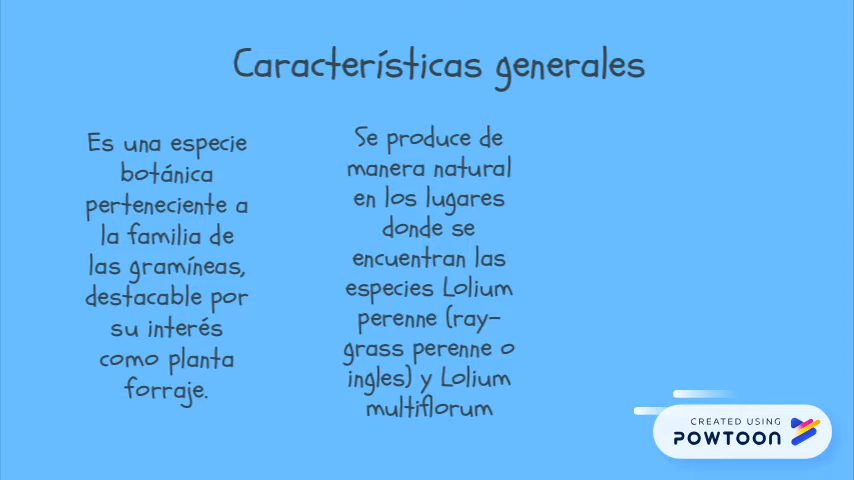 Características generales
Es una especie
botánica
perteneciente a
la familia de
las gramíneas,
destacable por
su interés
como planta
forraje.
Se produce de
manera natural
en los lugares
donde se
encuentran las
especies Lolium
perenne (ray-
grass perenne o
ingles) y Lolium
multiflorum
CREATED USING
POWTOON